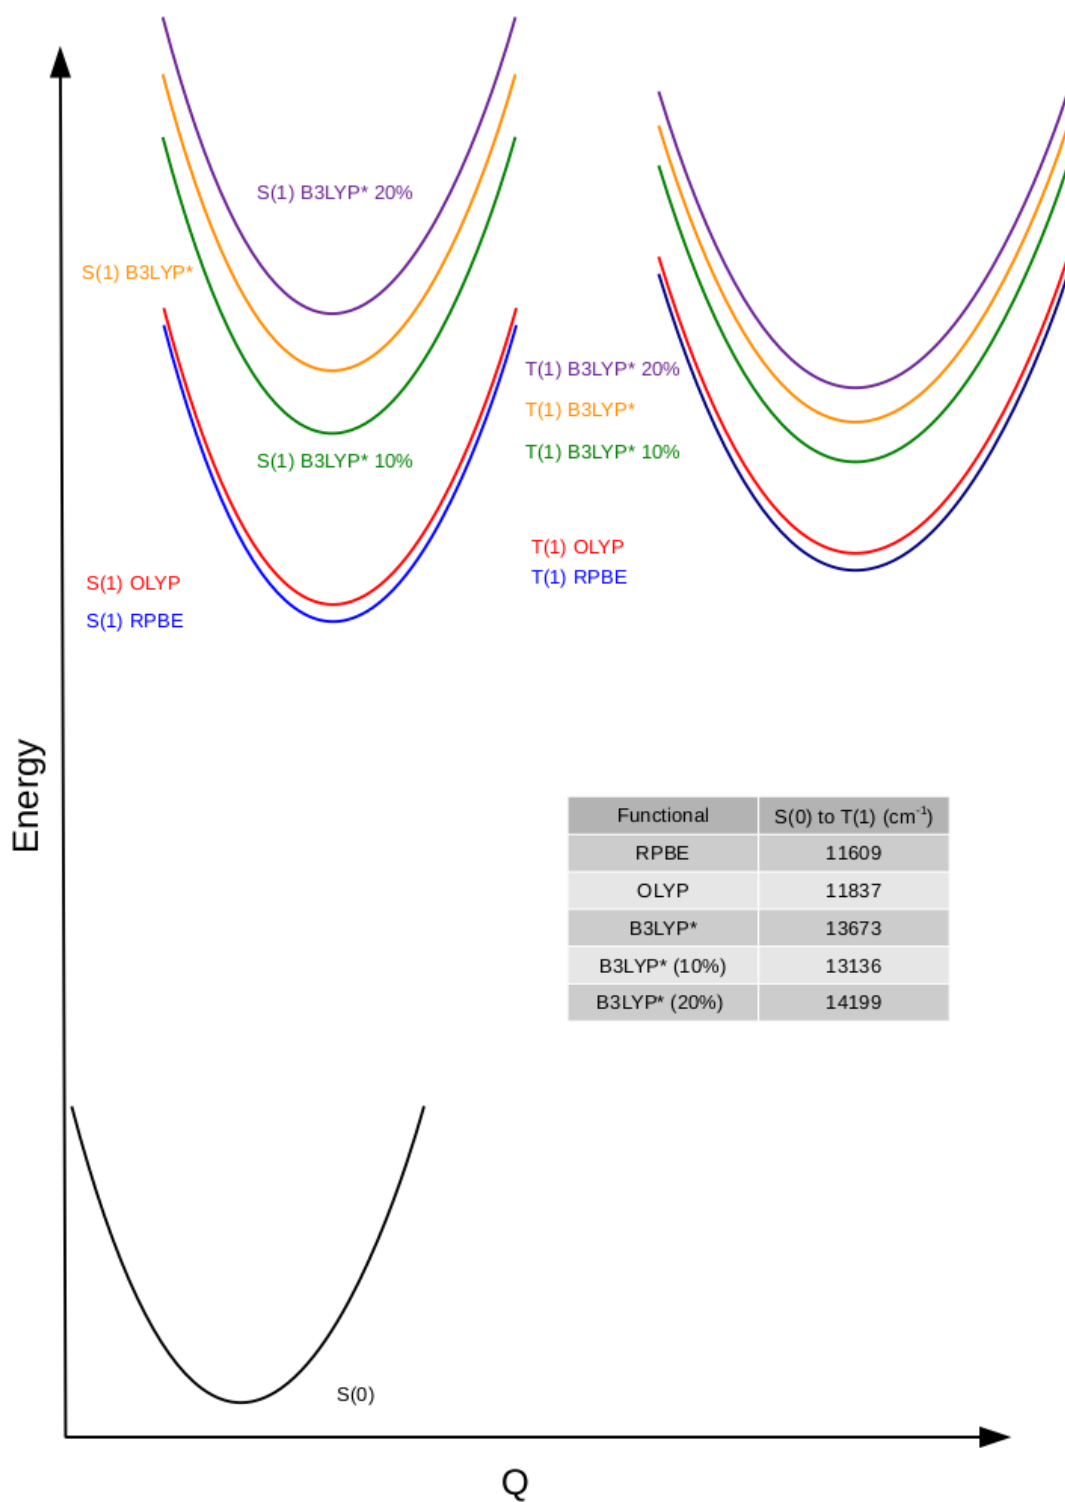 S(1) B3LYP* 20%
S(1) B3LYP*
S(1) B3LYP* 10%
S(1) OLYP
S(1) RPBE
T(1) B3LYP* 20%
T(1) B3LYP*
T(1) B3LYP* 10%
T(1) OLYP
T(1) RPBE
Energy
Functional S(0) to T(1) (cm⁻¹)
RPBE 11609
OLYP 11837
B3LYP* 13673
B3LYP* (10%) 13136
B3LYP* (20%) 14199
S(0)
Q